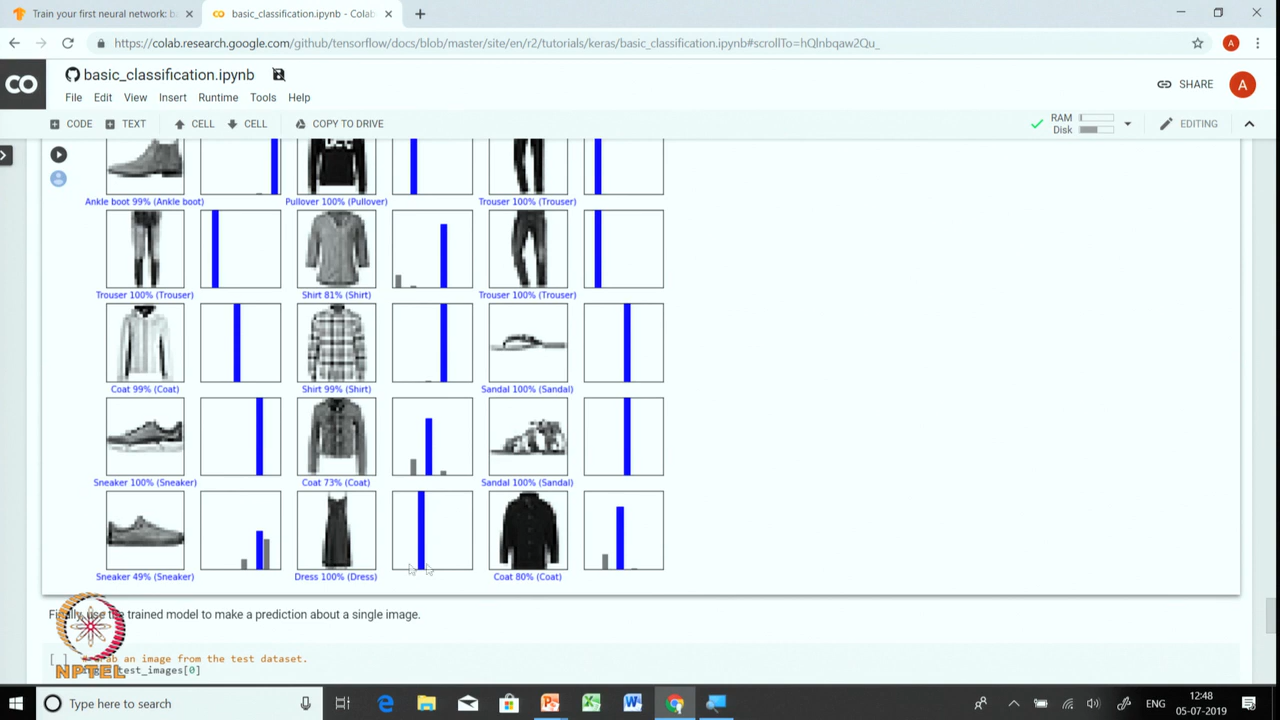 Train your first neural network: ba
basic_classification.ipynb - Colab
https://colab.research.google.com/github/tensorflow/docs/blob/master/site/en/r2/tutorials/keras/basic_classification.ipynb#scrollTo=hQlnbqaw2Qu_
A
CO
basic_classification.ipynb
SHARE
A
File Edit View Insert Runtime Tools Help
CODE TEXT CELL CELL COPY TO DRIVE
RAM
Disk
EDITING
Ankle boot 99% (Ankle boot) Pullover 100% (Pullover) Trouser 100% (Trouser)
Trouser 100% (Trouser) Shirt 81% (Shirt) Trouser 100% (Trouser)
Coat 99% (Coat) Shirt 99% (Shirt) Sandal 100% (Sandal)
Sneaker 100% (Sneaker) Coat 73% (Coat) Sandal 100% (Sandal)
Sneaker 49% (Sneaker) Dress 100% (Dress) Coat 80% (Coat)
Finally, use the trained model to make a prediction about a single image.
[ ] # Grab an image from the test dataset.
test_images[0]
NPTEL
Type here to search
ENG
12:48
05-07-2019